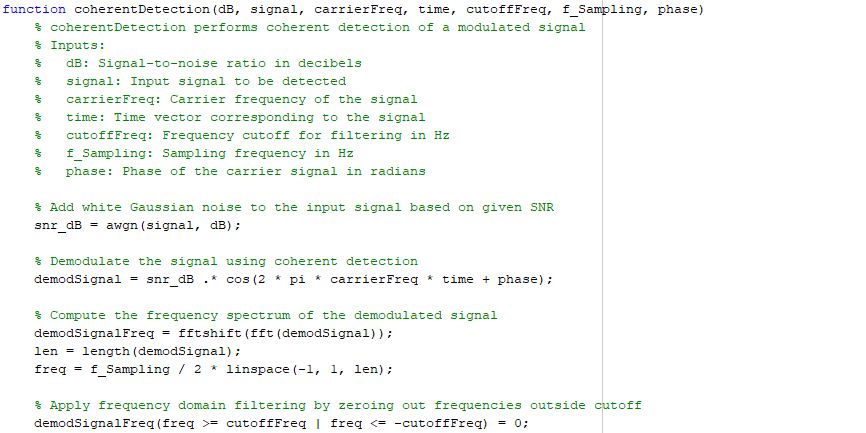 function coherentDetection(dB, signal, carrierFreq, time, cutoffFreq, f_Sampling, phase)
% coherentDetection performs coherent detection of a modulated signal
% Inputs:
%   dB: Signal-to-noise ratio in decibels
%   signal: Input signal to be detected
%   carrierFreq: Carrier frequency of the signal
%   time: Time vector corresponding to the signal
%   cutoffFreq: Frequency cutoff for filtering in Hz
%   f_Sampling: Sampling frequency in Hz
%   phase: Phase of the carrier signal in radians
% Add white Gaussian noise to the input signal based on given SNR
snr_dB = awgn(signal, dB);
% Demodulate the signal using coherent detection
demodSignal = snr_dB .* cos(2 * pi * carrierFreq * time + phase);
% Compute the frequency spectrum of the demodulated signal
demodSignalFreq = fftshift(fft(demodSignal));
len = length(demodSignal);
freq = f_Sampling / 2 * linspace(-1, 1, len);
% Apply frequency domain filtering by zeroing out frequencies outside cutoff
demodSignalFreq(freq >= cutoffFreq | freq <= -cutoffFreq) = 0;